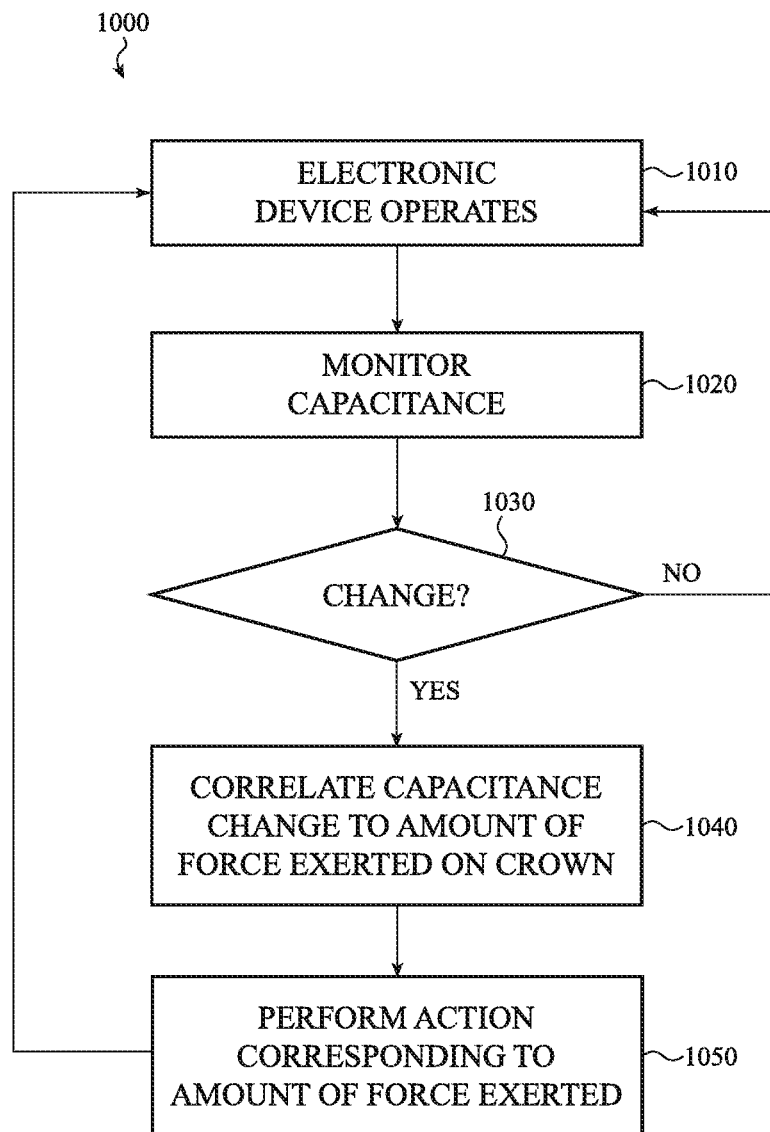 1000
ELECTRONIC
DEVICE OPERATES
1010
MONITOR
CAPACITANCE
1020
1030
CHANGE?
NO
YES
CORRELATE CAPACITANCE
CHANGE TO AMOUNT OF
FORCE EXERTED ON CROWN
1040
PERFORM ACTION
CORRESPONDING TO
AMOUNT OF FORCE EXERTED
1050